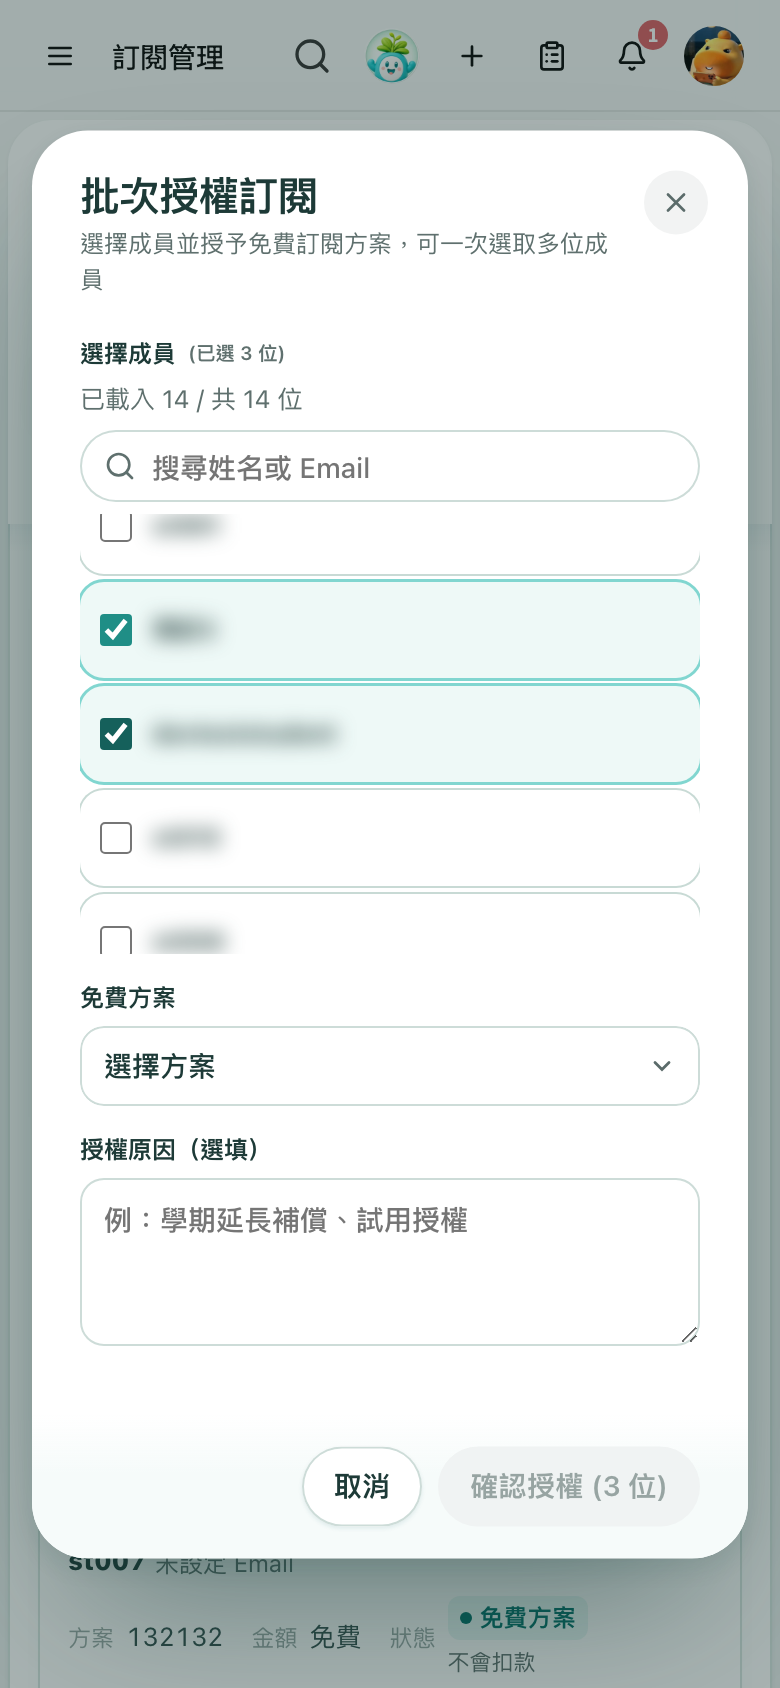 訂閱管理
1
批次授權訂閱
選擇成員並授予免費訂閱方案，可一次選取多位成
員
選擇成員 (已選 3 位)
已載入 14 / 共 14 位
搜尋姓名或 Email
免費方案
選擇方案
授權原因（選填）
例：學期延長補償、試用授權
取消 確認授權 (3 位)
st007 未設定 Email
方案 132132 金額 免費 狀態 免費方案
不會扣款